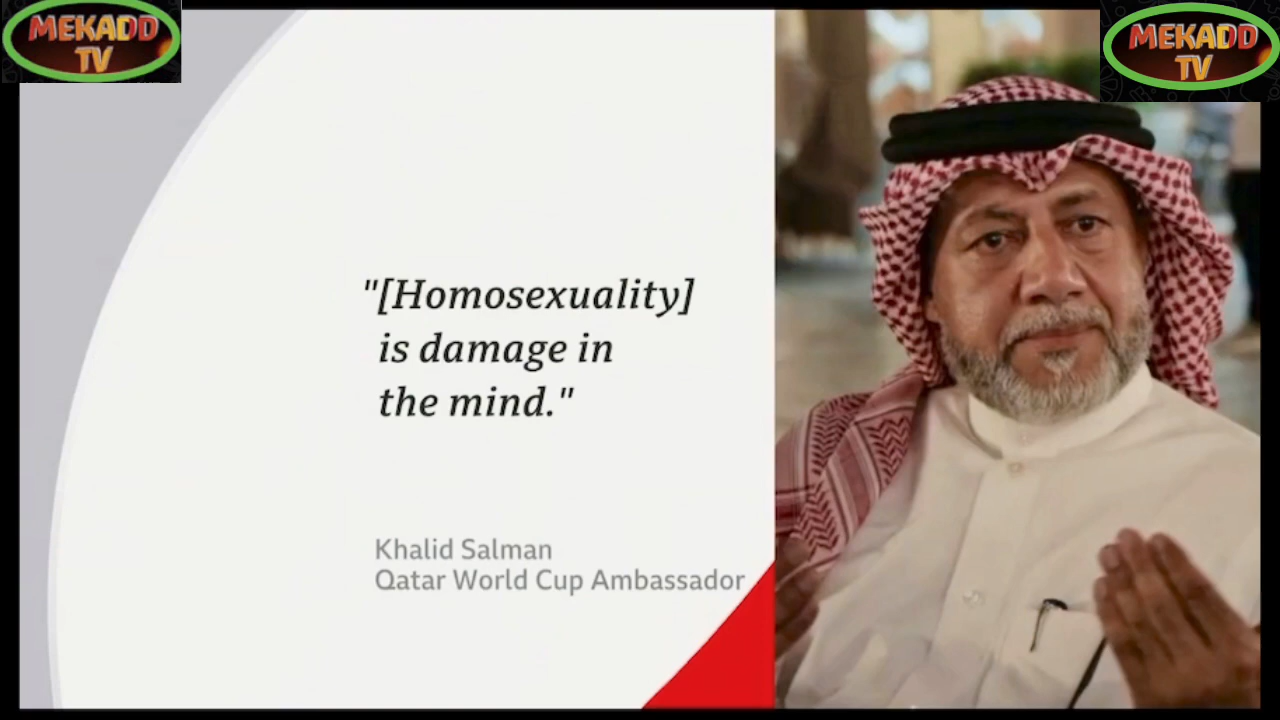 MEKADD
TV
MEKADD
TV
"[Homosexuality]
is damage in
the mind."
Khalid Salman
Qatar World Cup Ambassador